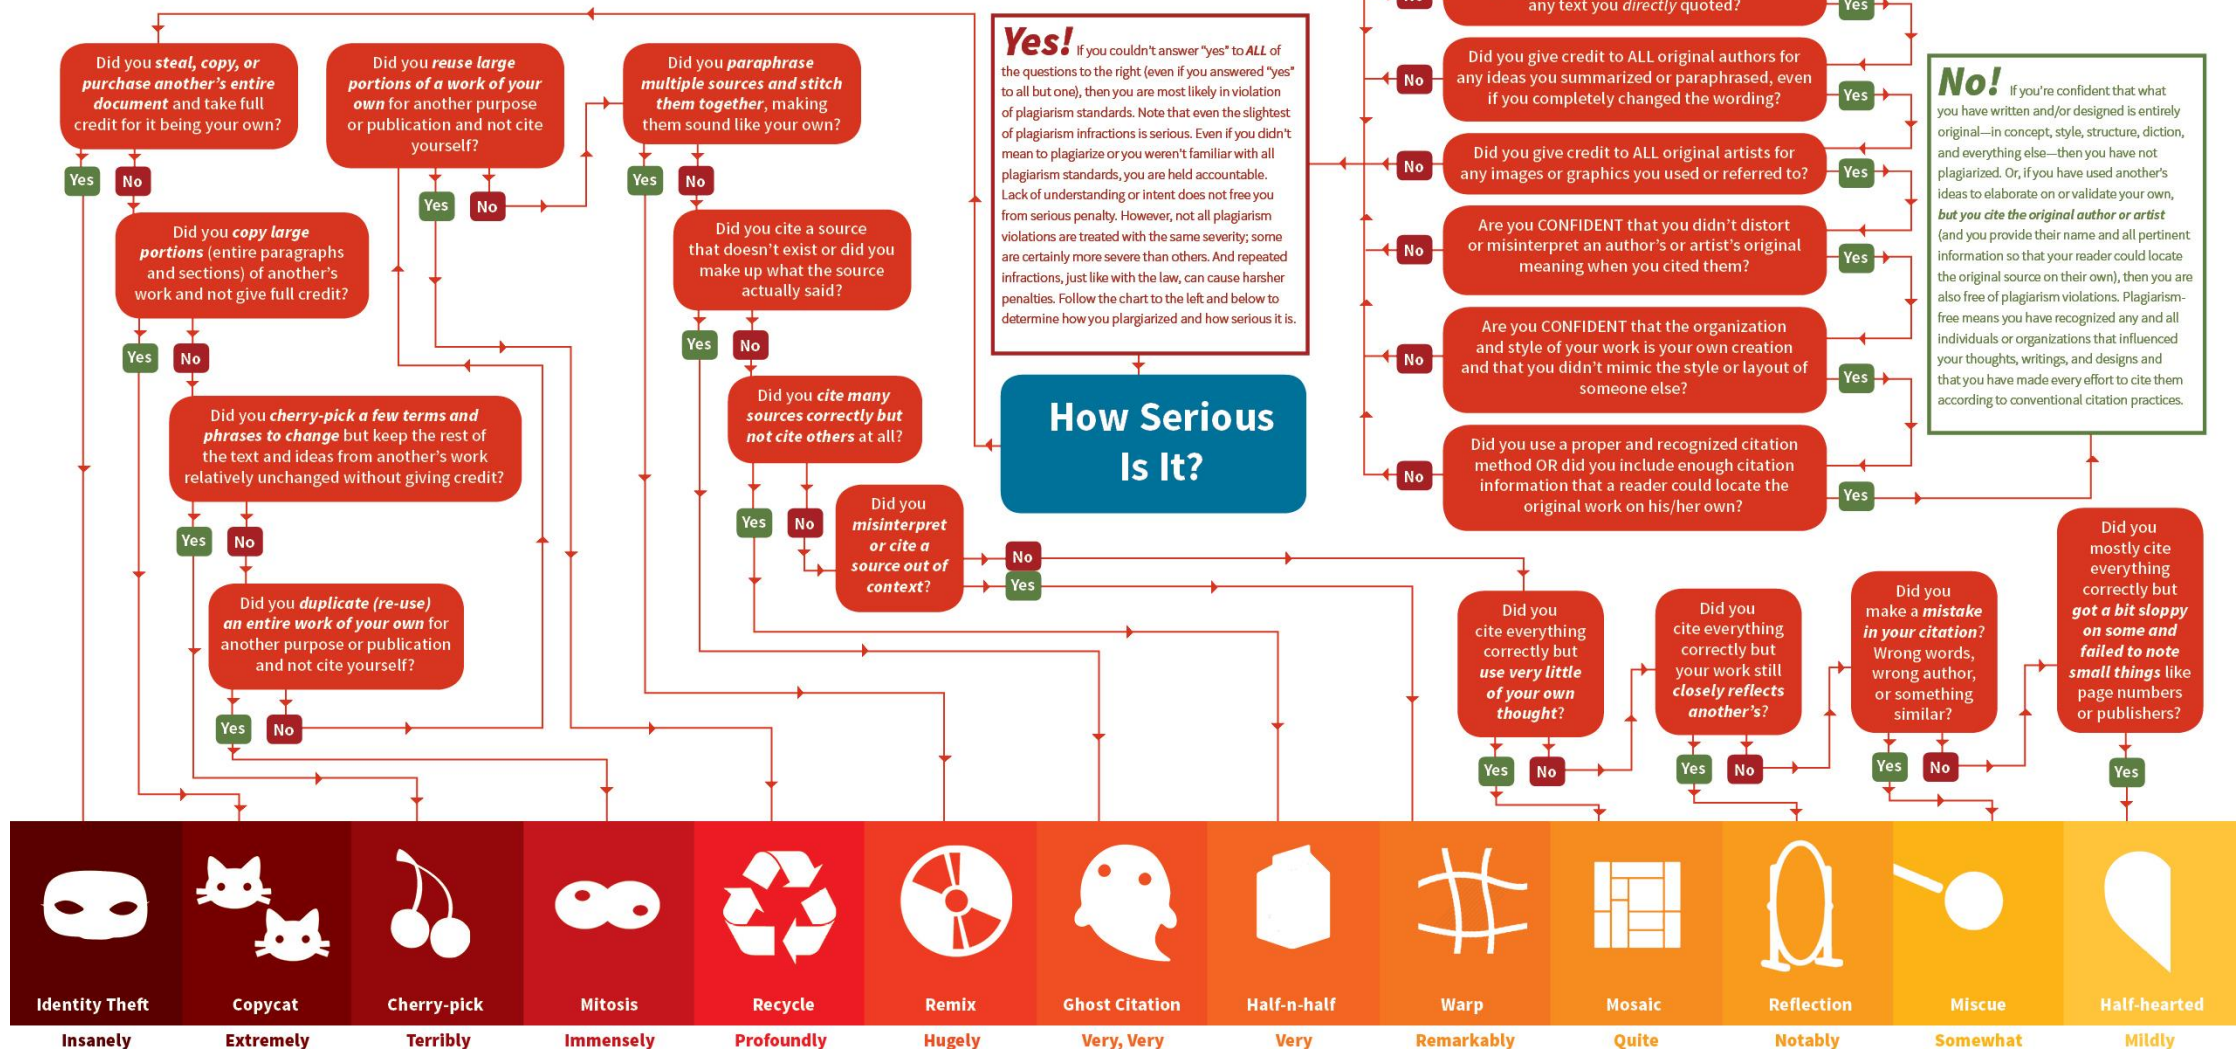 any text you directly quoted?
No
Yes
Did you give credit to ALL original authors for
any ideas you summarized or paraphrased, even
if you completely changed the wording?
No
Yes
Did you give credit to ALL original artists for
any images or graphics you used or referred to?
No
Yes
Are you CONFIDENT that you didn't distort
or misinterpret an author's or artist's original
meaning when you cited them?
No
Yes
Are you CONFIDENT that the organization
and style of your work is your own creation
and that you didn't mimic the style or layout of
someone else?
No
Yes
Did you use a proper and recognized citation
method OR did you include enough citation
information that a reader could locate the
original work on his/her own?
No
Yes
No! If you're confident that what
you have written and/or designed is entirely
original—in concept, style, structure, diction,
and everything else—then you have not
plagiarized. Or, if you have used another's
ideas to elaborate on or validate your own,
but you cite the original author or artist
(and you provide their name and all pertinent
information so that your reader could locate
the original source on their own), then you are
also free of plagiarism violations. Plagiarism-
free means you have recognized any and all
individuals or organizations that influenced
your thoughts, writings, and designs and
that you have made every effort to cite them
according to conventional citation practices.
Yes! If you couldn't answer "yes" to ALL of
the questions to the right (even if you answered "yes"
to all but one), then you are most likely in violation
of plagiarism standards. Note that even the slightest
of plagiarism infractions is serious. Even if you didn't
mean to plagiarize or you weren't familiar with all
plagiarism standards, you are held accountable.
Lack of understanding or intent does not free you
from serious penalty. However, not all plagiarism
violations are treated with the same severity; some
are certainly more severe than others. And repeated
infractions, just like with the law, can cause harsher
penalties. Follow the chart to the left and below to
determine how you plargiarized and how serious it is.
How Serious
Is It?
Did you steal, copy, or
purchase another's entire
document and take full
credit for it being your own?
Yes
No
Did you copy large
portions (entire paragraphs
and sections) of another's
work and not give full credit?
Yes
No
Did you cherry-pick a few terms and
phrases to change but keep the rest of
the text and ideas from another's work
relatively unchanged without giving credit?
Yes
No
Did you duplicate (re-use)
an entire work of your own for
another purpose or publication
and not cite yourself?
Yes
No
Did you reuse large
portions of a work of your
own for another purpose
or publication and not cite
yourself?
Yes
No
Did you paraphrase
multiple sources and stitch
them together, making
them sound like your own?
Yes
No
Did you cite a source
that doesn't exist or did you
make up what the source
actually said?
Yes
No
Did you cite many
sources correctly but
not cite others at all?
Yes
No
Did you
misinterpret
or cite a
source out of
context?
No
Yes
Did you
cite everything
correctly but
use very little
of your own
thought?
Yes
No
Did you
cite everything
correctly but
your work still
closely reflects
another's?
Yes
No
Did you
make a mistake
in your citation?
Wrong words,
wrong author,
or something
similar?
Yes
No
Did you
mostly cite
everything
correctly but
got a bit sloppy
on some and
failed to note
small things like
page numbers
or publishers?
Yes
Identity Theft
Copycat
Cherry-pick
Mitosis
Recycle
Remix
Ghost Citation
Half-n-half
Warp
Mosaic
Reflection
Miscue
Half-hearted
Insanely
Extremely
Terribly
Immensely
Profoundly
Hugely
Very, Very
Very
Remarkably
Quite
Notably
Somewhat
Mildly